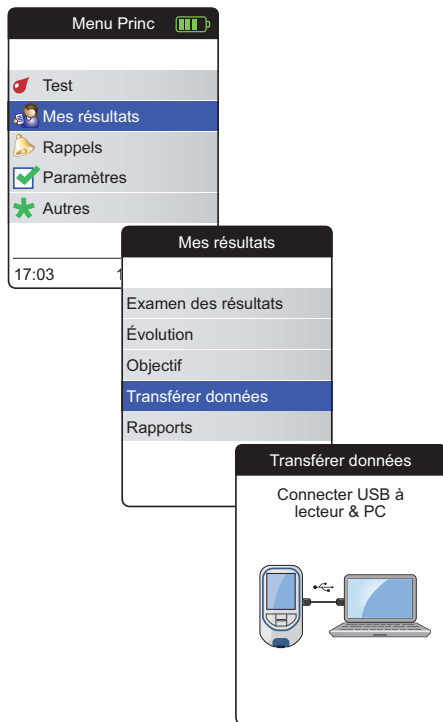 Menu Princ
Test
Mes résultats
Rappels
Paramètres
Autres
17:03
Mes résultats
Examen des résultats
Évolution
Objectif
Transférer données
Rapports
Transférer données
Connecter USB à
lecteur & PC